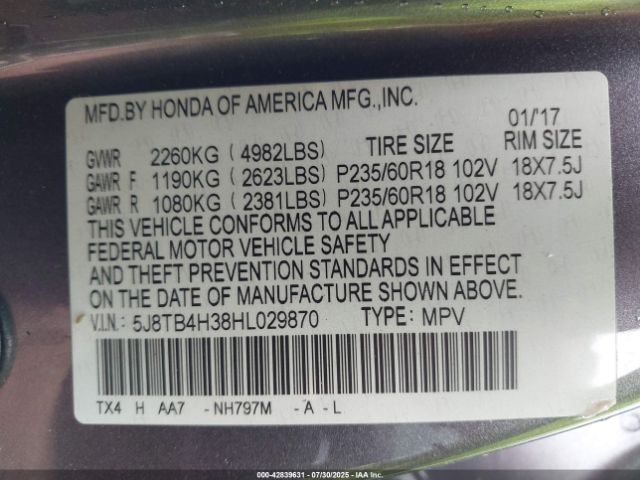 MFD.BY HONDA OF AMERICA MFG.,INC. 01/'17
GVWR 2260KG ( 4982LBS) TIRE SIZE RIM SIZE
GAWR F 1190KG ( 2623LBS) P235/60R18 102V 18X7.5J
GAWR R 1080KG ( 2381LBS) P235/60R18 102V 18X7.5J
THIS VEHICLE CONFORMS TO ALL APPLICABLE
FEDERAL MOTOR VEHICLE SAFETY
AND THEFT PREVENTION STANDARDS IN EFFECT
ON THE DATE OF MANUFACTURE SHOWN ABOVE.
V.I.N.: 5J8TB4H38HL029870 TYPE: MPV
TX4 H AA7 -NH797M -A-L
000-42839631 - 07/30/2025 - IAAI.COM